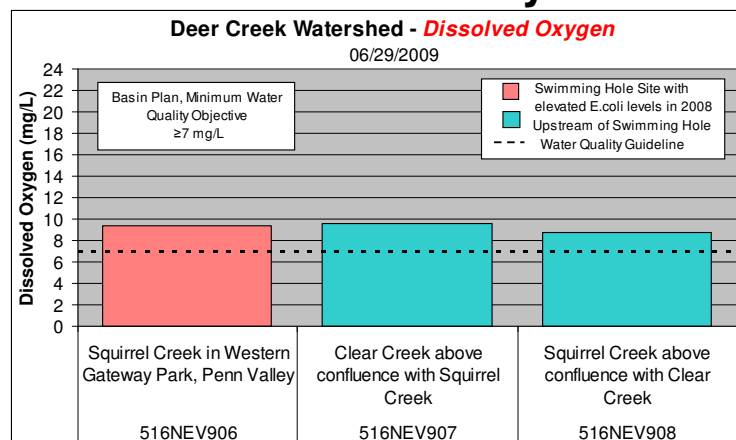 Deer Creek Watershed - Dissolved Oxygen
06/29/2009
Dissolved Oxygen (mg/L)
24
22
20
18
16
14
12
10
8
6
4
2
0
Basin Plan, Minimum Water
Quality Objective
≥7 mg/L
Swimming Hole Site with
elevated E.coli levels in 2008
Upstream of Swimming Hole
Water Quality Guideline
Squirrel Creek in Western
Gateway Park, Penn Valley
516NEV906
Clear Creek above
confluence with Squirrel
Creek
516NEV907
Squirrel Creek above
confluence with Clear
Creek
516NEV908